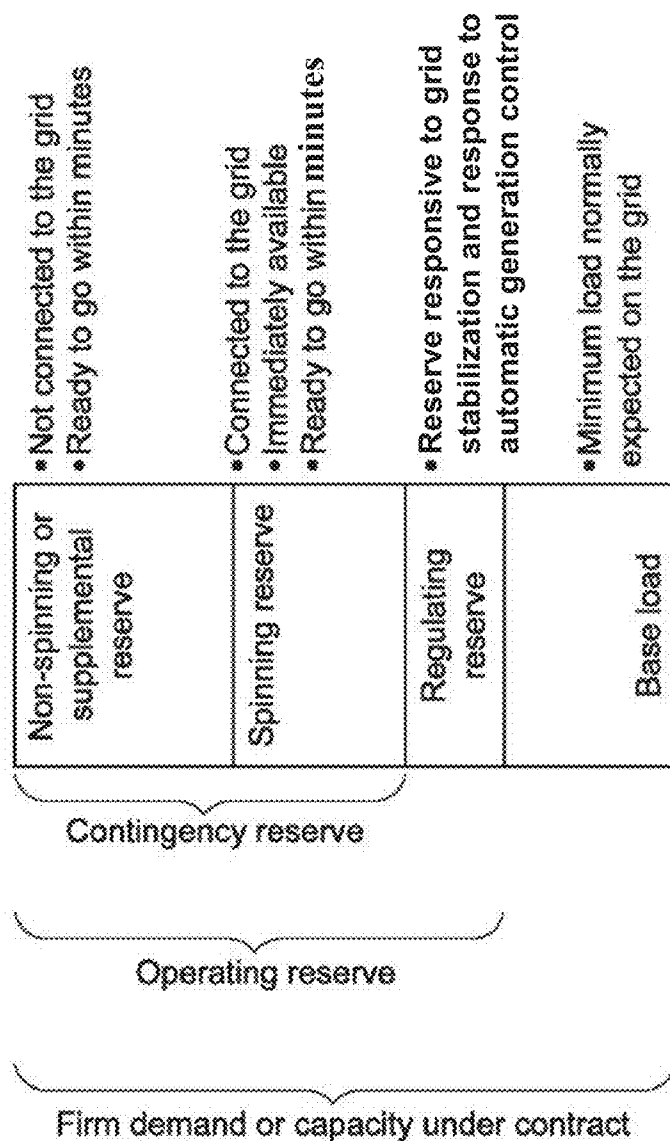 Firm demand or capacity under contract
Operating reserve
Contingency reserve
Non-spinning or
supplemental
reserve
• Not connected to the grid
• Ready to go within minutes
Spinning reserve
• Connected to the grid
• Immediately available
• Ready to go within minutes
Regulating
reserve
• Reserve responsive to grid
stabilization and response to
automatic generation control
Base load
• Minimum load normally
expected on the grid